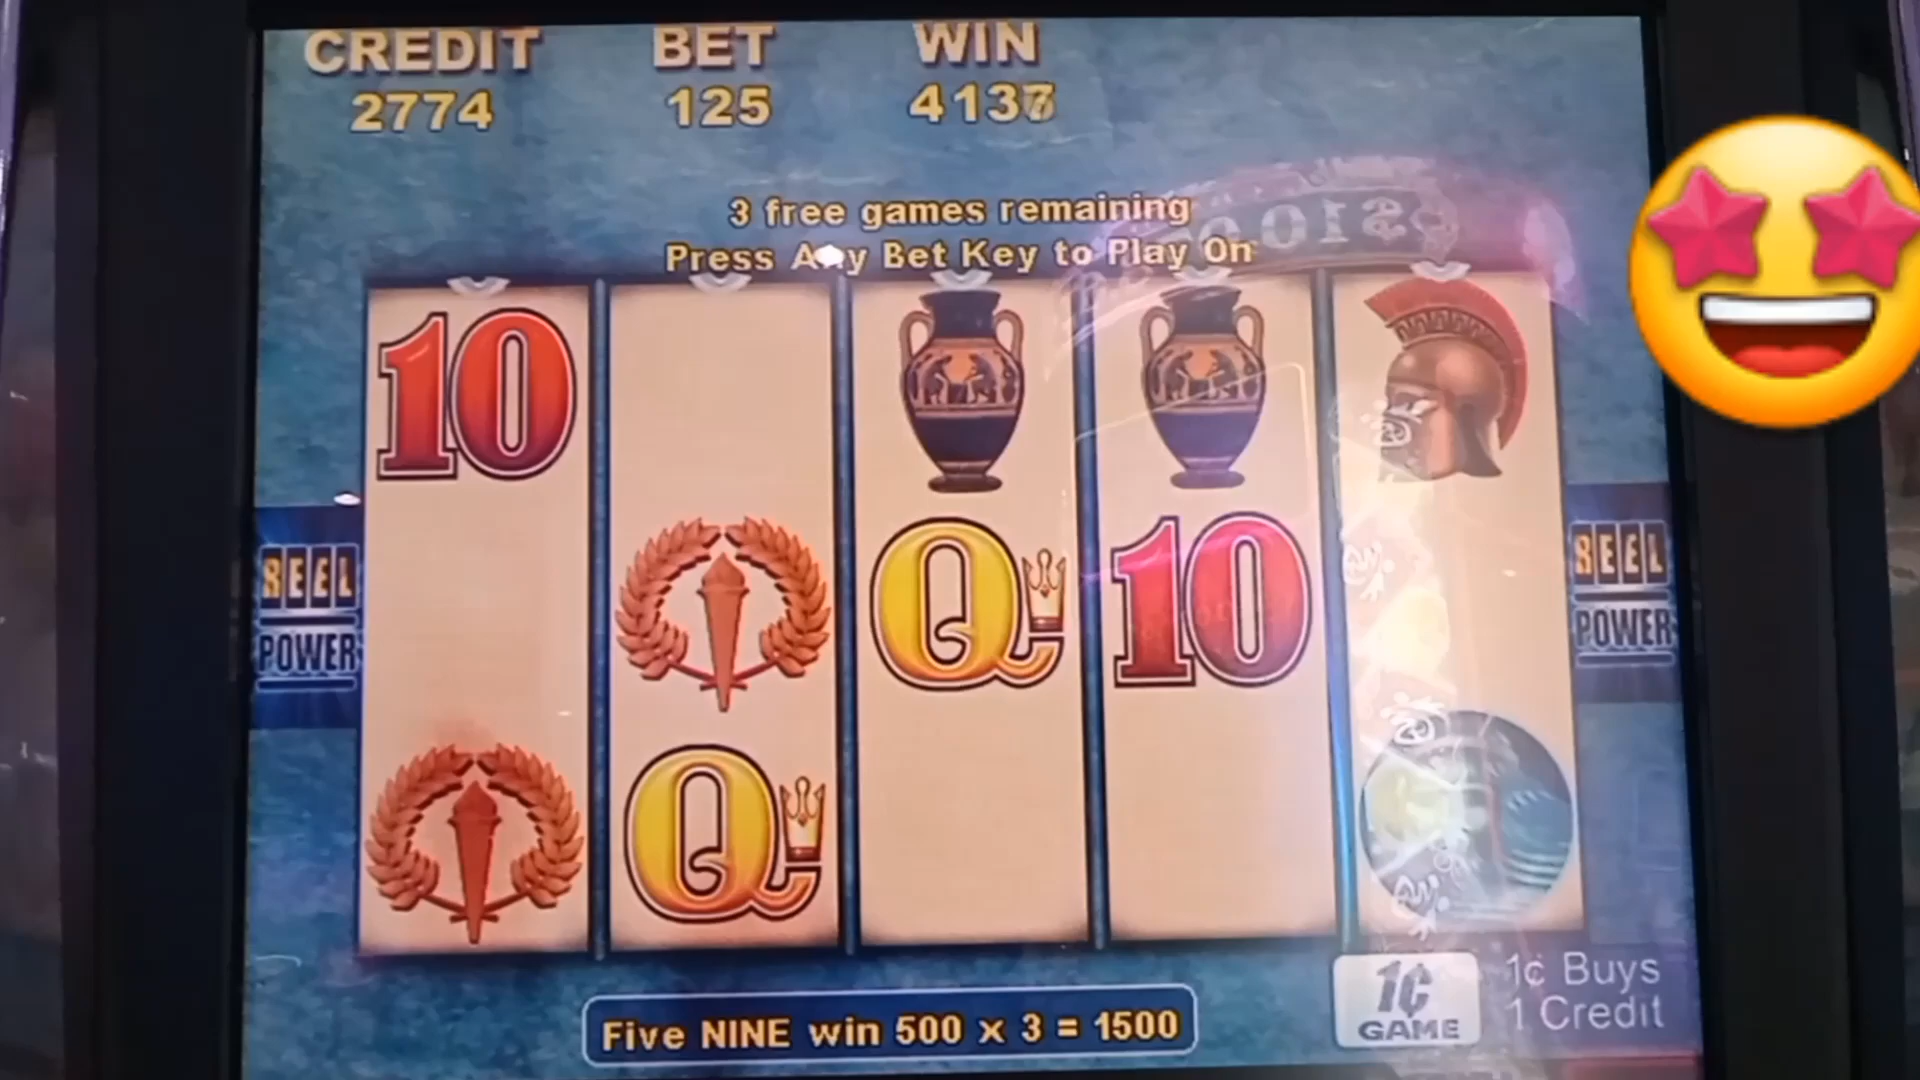 CREDIT BET WIN
2774 125
3 free games remaining
Press Any Bet Key to Play On
10
Q 10
Q
REEL
POWER
REEL
POWER
Five NINE win 500 x 3 = 1500
1¢
GAME
1¢ Buys
1 Credit